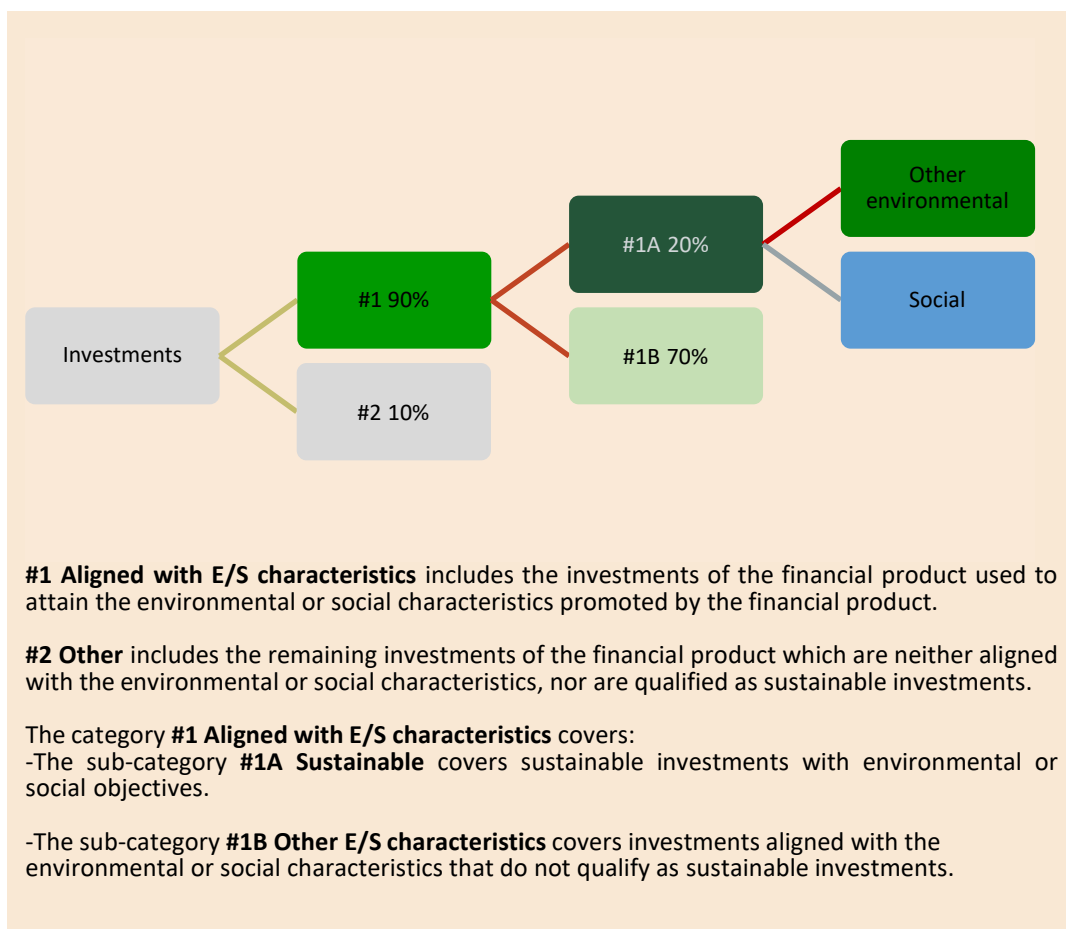 Other
environmental
#1A 20%
#1 90%
Social
Investments
#1B 70%
#2 10%
#1 Aligned with E/S characteristics includes the investments of the financial product used to
attain the environmental or social characteristics promoted by the financial product.
#2 Other includes the remaining investments of the financial product which are neither aligned
with the environmental or social characteristics, nor are qualified as sustainable investments.
The category #1 Aligned with E/S characteristics covers:
-The sub-category #1A Sustainable covers sustainable investments with environmental or
social objectives.
-The sub-category #1B Other E/S characteristics covers investments aligned with the
environmental or social characteristics that do not qualify as sustainable investments.